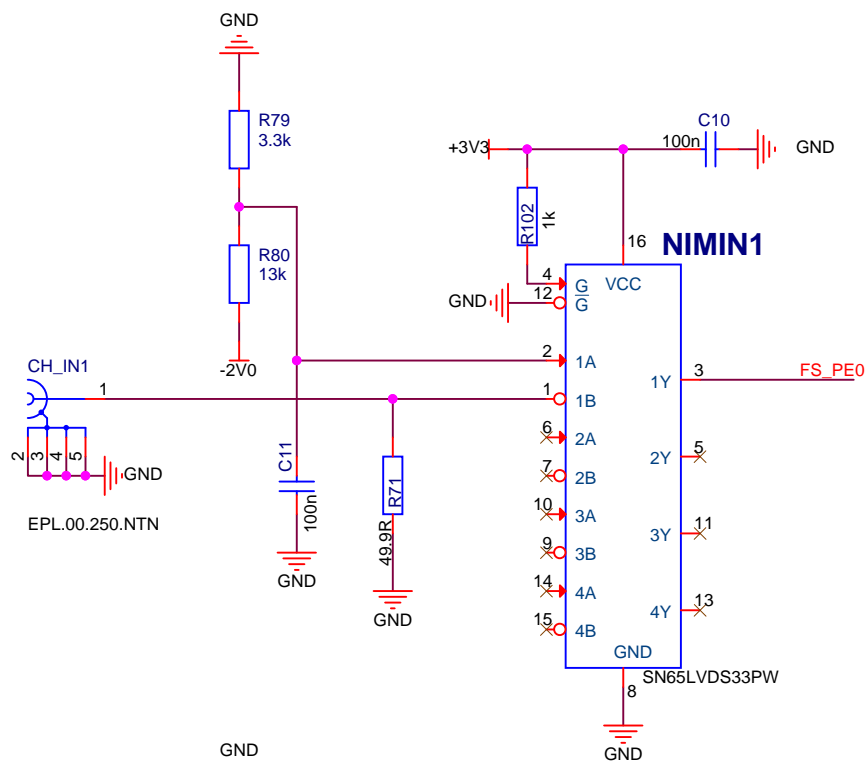 GND
R79
3.3k
C10
+3V3
100n
GND
R102
1k
16
NIMIN1
R80
13k
4
G
VCC
GND
12
G
-2V0
2
1A
CH_IN1
1
1
1B
1Y
3
FS_PE0
6
2A
2
3
4
5
GND
C11
100n
R71
49.9R
7
2B
2Y
5
EPL.00.250.NTN
10
3A
9
3B
3Y
11
GND
14
4A
GND
15
4B
4Y
13
GND
SN65LVDS33PW
8
GND
GND